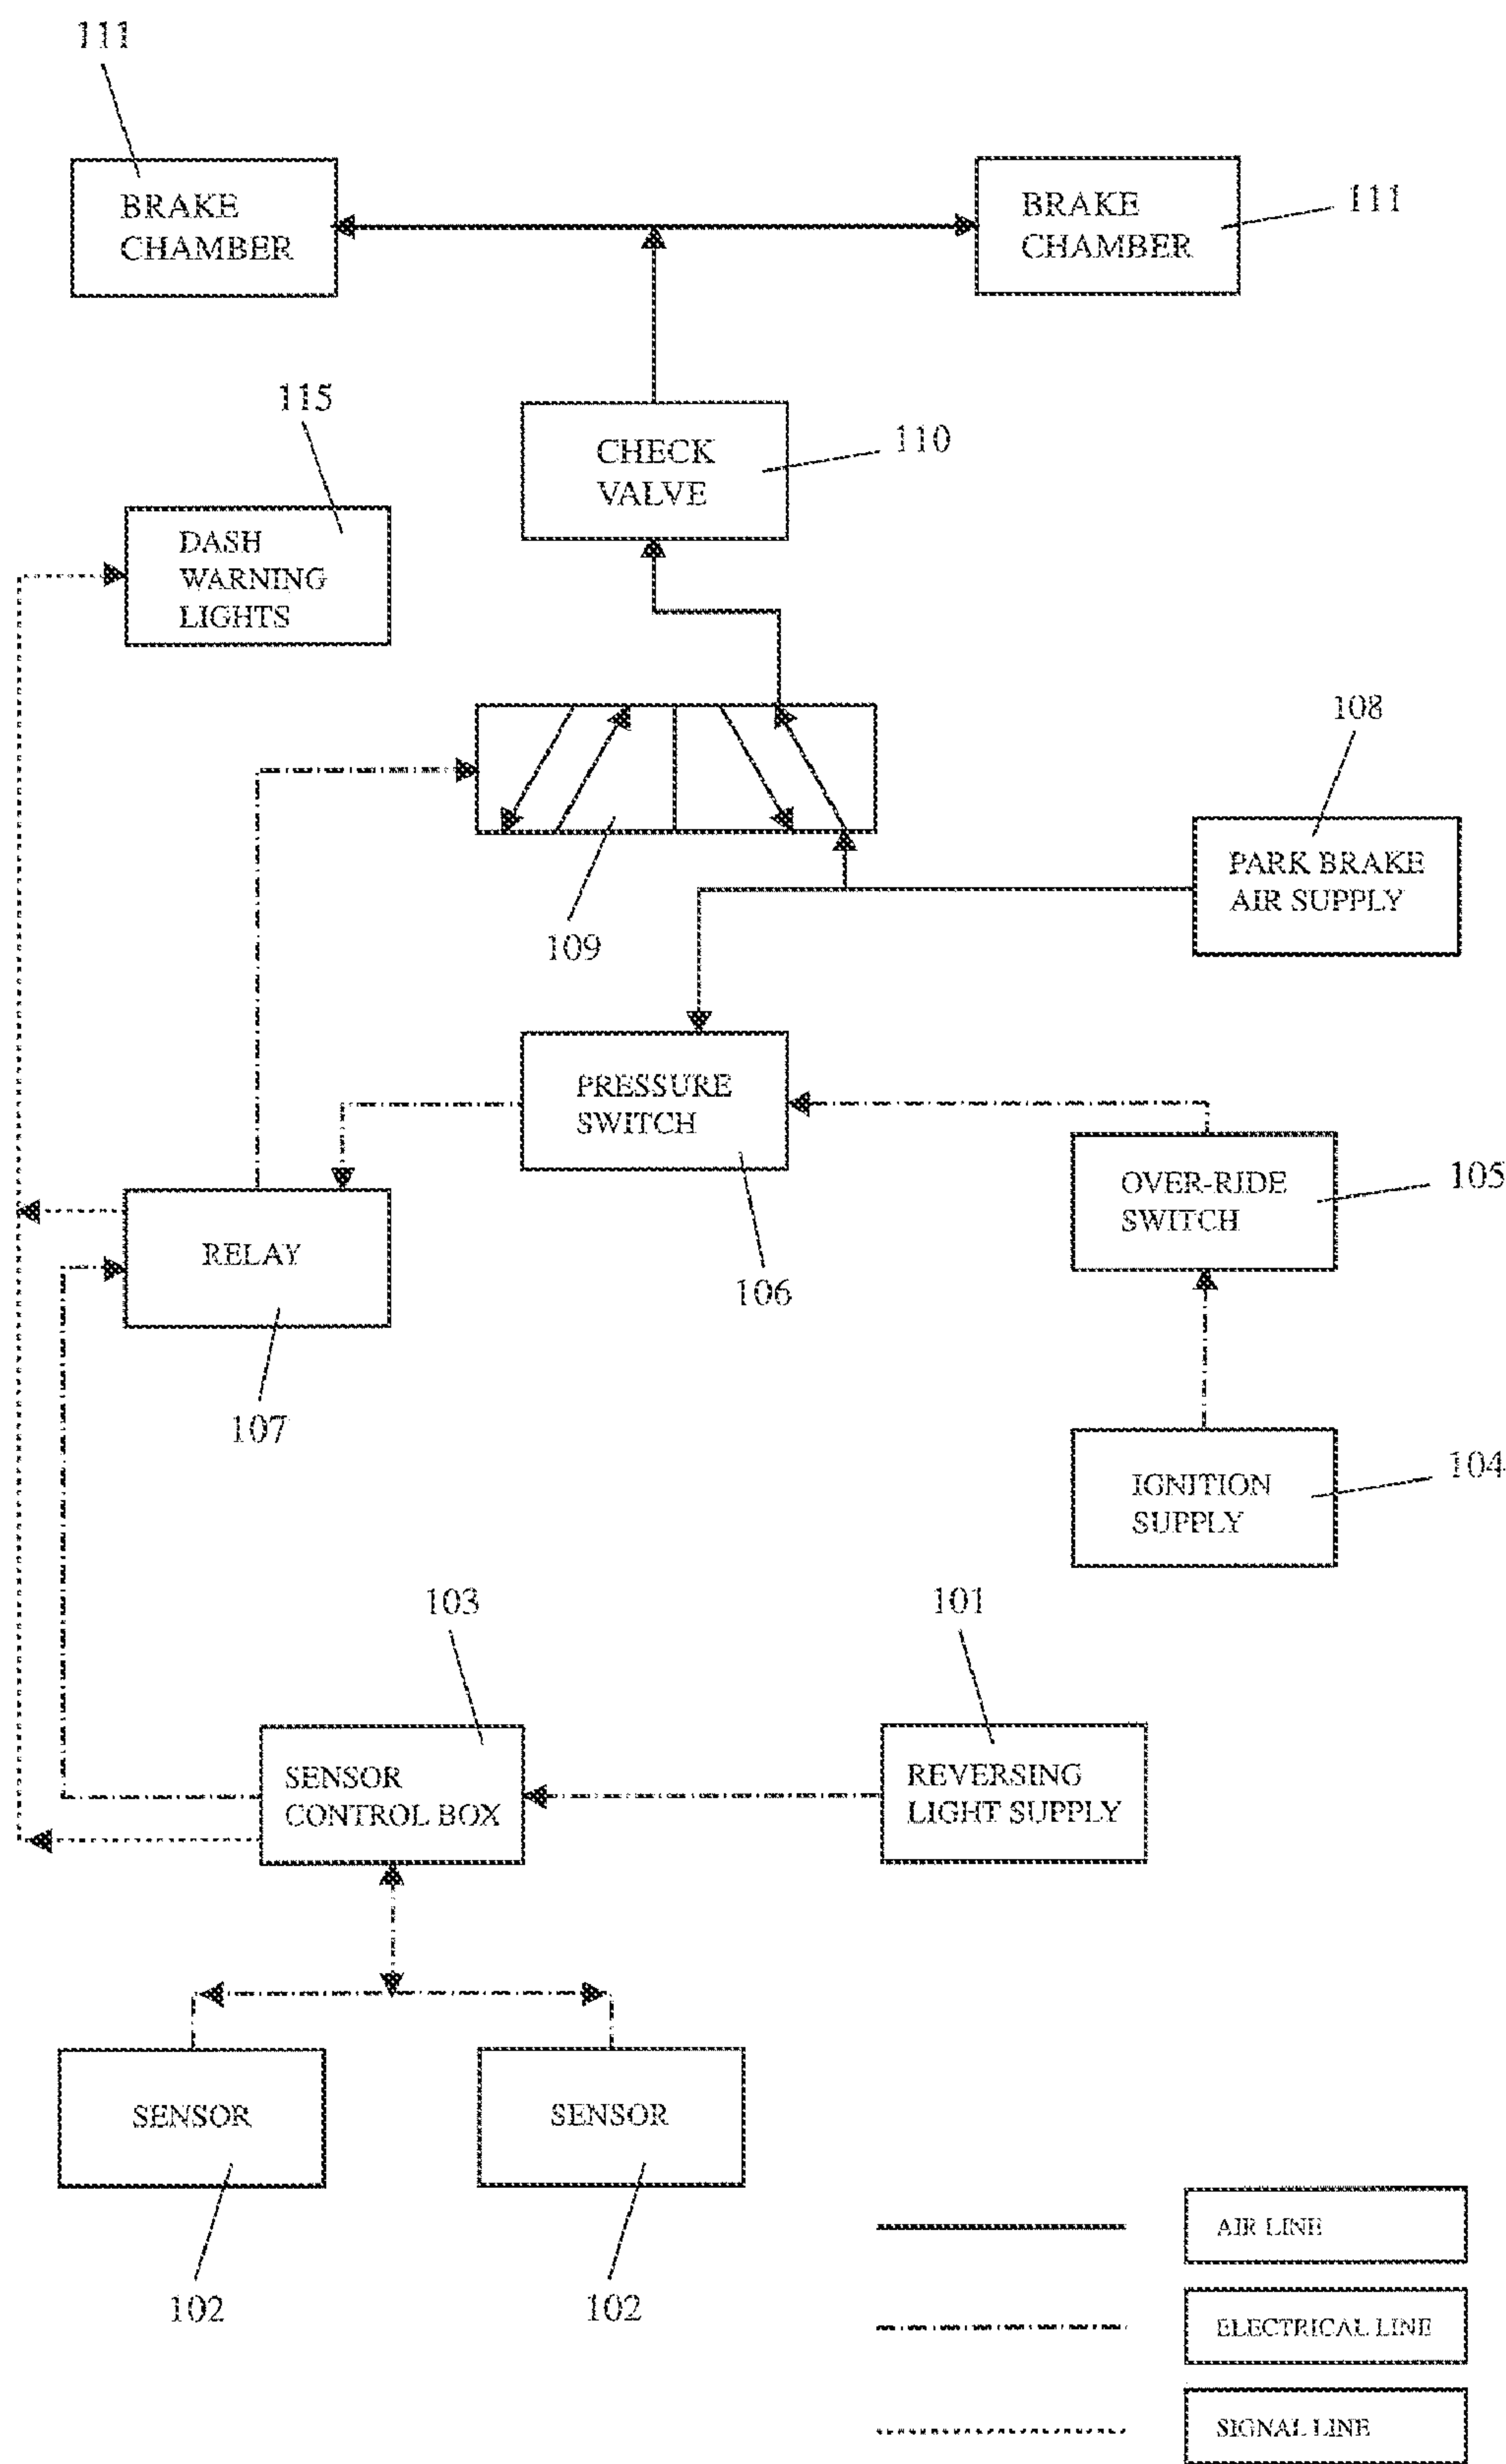 111
BRAKE
CHAMBER
BRAKE
CHAMBER
111
115
CHECK
VALVE
110
DASH
WARNING
LIGHTS
108
PARK BRAKE
AIR SUPPLY
109
PRESSURE
SWITCH
OVER-RIDE
SWITCH
105
RELAY
106
107
IGNITION
SUPPLY
104
103
101
SENSOR
CONTROL BOX
REVERSING
LIGHT SUPPLY
SENSOR
SENSOR
102
102
AIR LINE
ELECTRICAL LINE
SIGNAL LINE